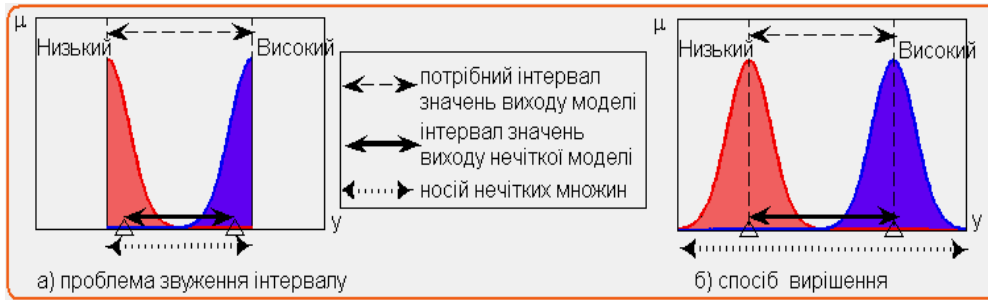 μ
Низький
Високий
y
а) проблема звуження інтервалу
потрібний інтервал
значень виходу моделі
інтервал значень
виходу нечіткої моделі
носій нечітких множин
μ
Низький
Високий
y
б) спосіб вирішення